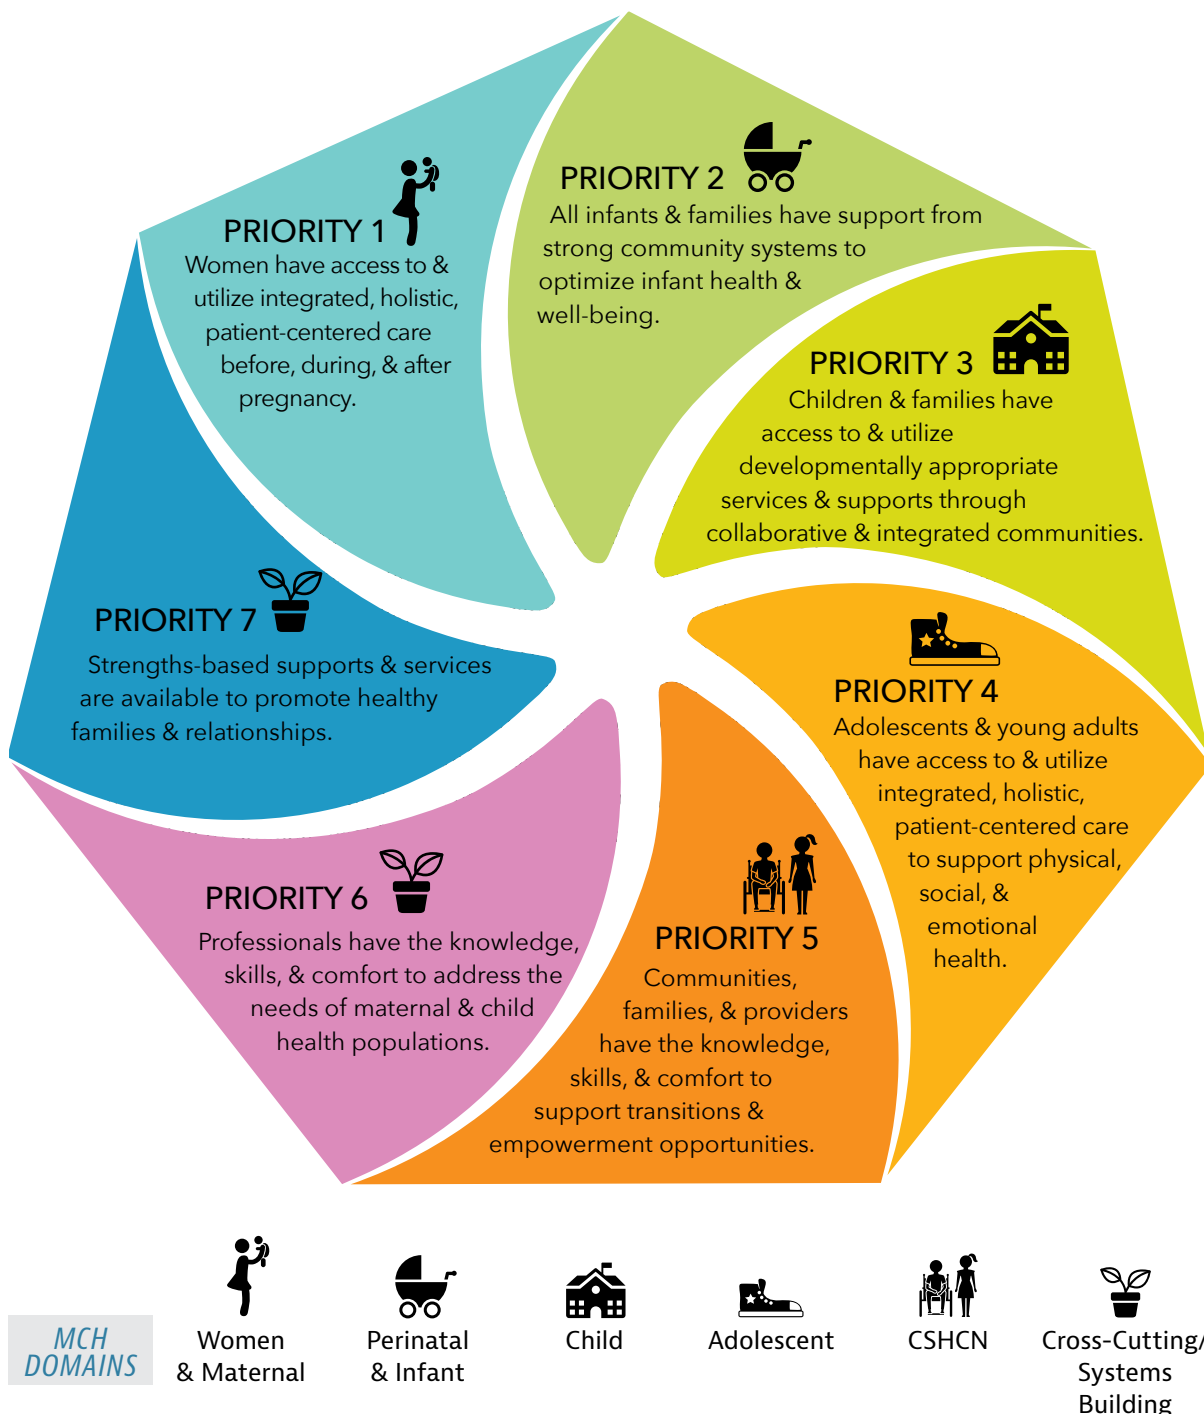 PRIORITY 1
Women have access to &
utilize integrated, holistic,
patient-centered care
before, during, & after
pregnancy.
PRIORITY 2
All infants & families have support from
strong community systems to
optimize infant health &
well-being.
PRIORITY 3
Children & families have
access to & utilize
developmentally appropriate
services & supports through
collaborative & integrated communities.
PRIORITY 4
Adolescents & young adults
have access to & utilize
integrated, holistic,
patient-centered care
to support physical,
social, &
emotional
health.
PRIORITY 5
Communities,
families, & providers
have the knowledge,
skills, & comfort to
support transitions &
empowerment opportunities.
PRIORITY 6
Professionals have the knowledge,
skills, & comfort to address the
needs of maternal & child
health populations.
PRIORITY 7
Strengths-based supports & services
are available to promote healthy
families & relationships.
MCH
DOMAINS
Women
& Maternal
Perinatal
& Infant
Child
Adolescent
CSHCN
Cross-Cutting/
Systems
Building